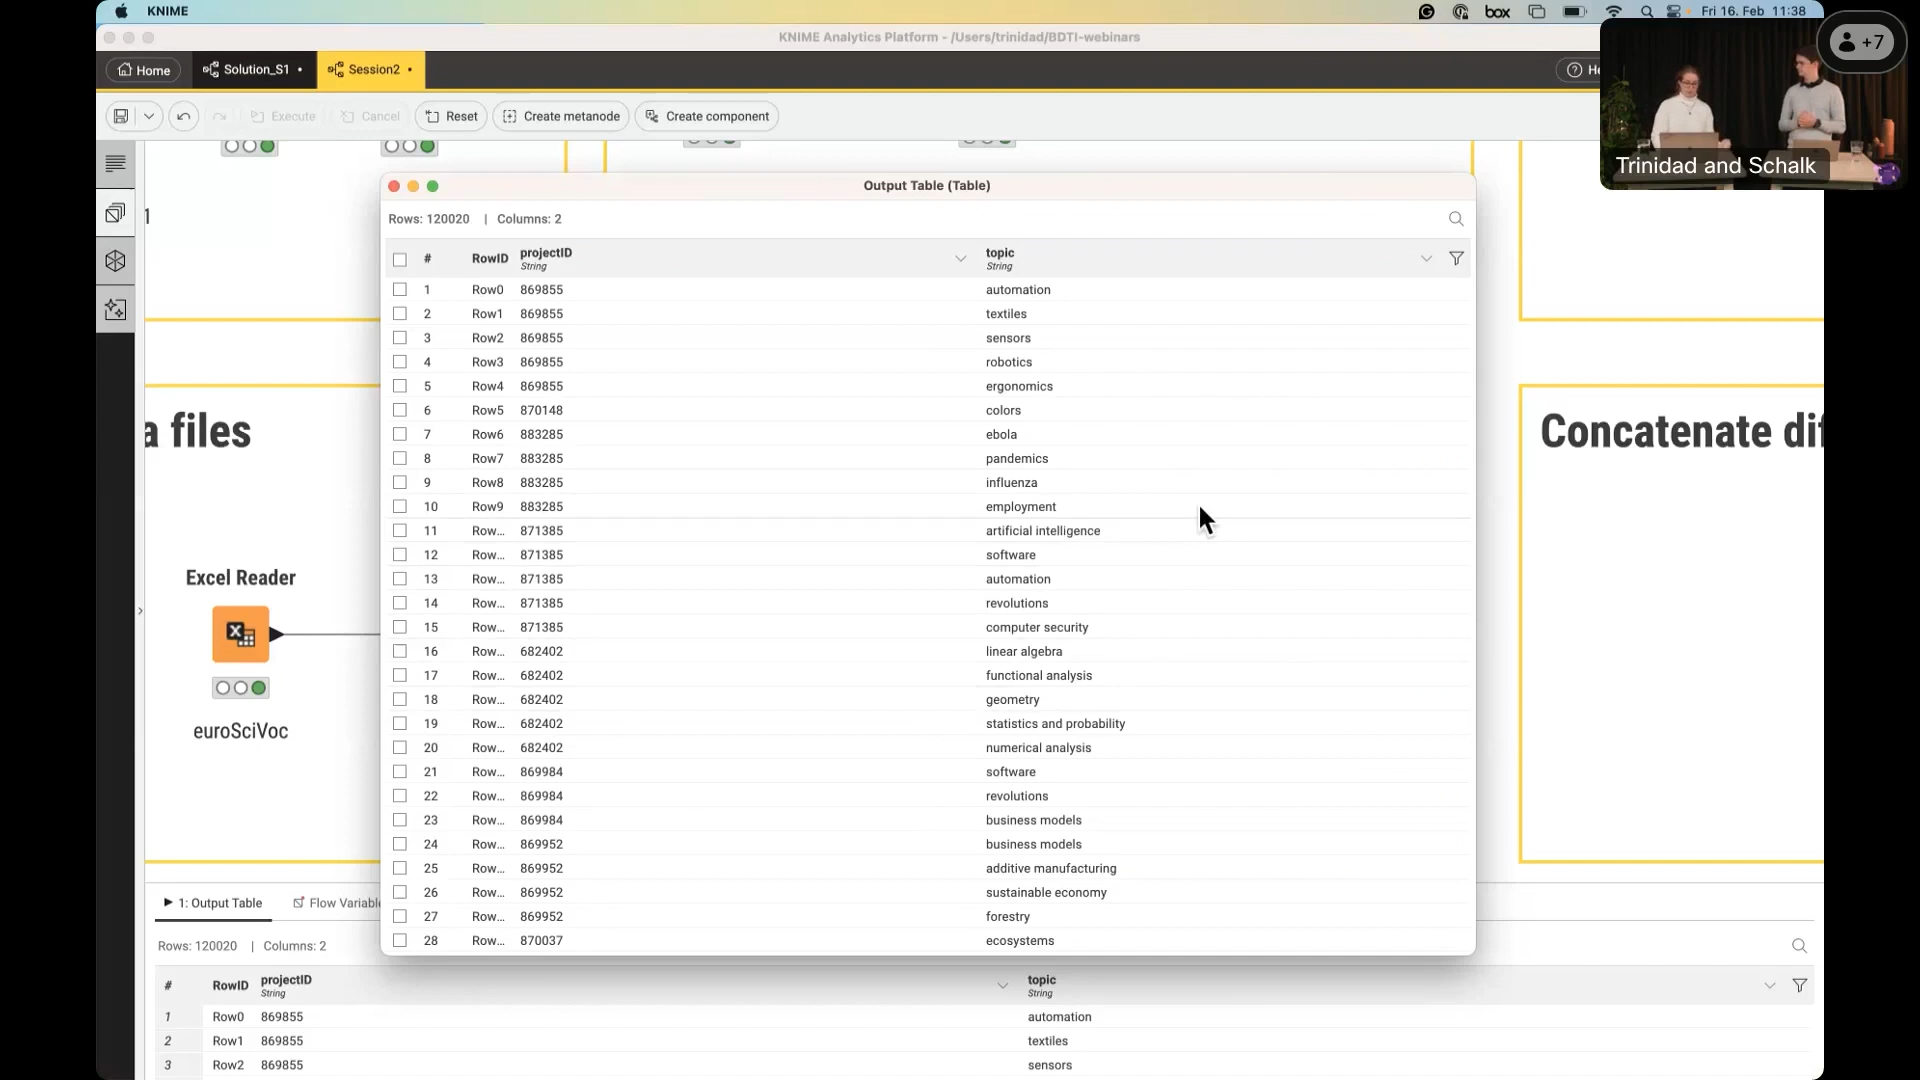 KNIME
box
Fri 16. Feb 11:38
KNIME Analytics Platform - /Users/trinidad/BDTI-webinars
Home
Solution_S1 •
Session2 •
+7
Execute
Cancel
Reset
Create metanode
Create component
Trinidad and Schalk
Output Table (Table)
Rows: 120020 | Columns: 2
# RowID projectID topic
String String
1 Row0 869855 automation
2 Row1 869855 textiles
3 Row2 869855 sensors
4 Row3 869855 robotics
5 Row4 869855 ergonomics
6 Row5 870148 colors
7 Row6 883285 ebola
8 Row7 883285 pandemics
9 Row8 883285 influenza
10 Row9 883285 employment
11 Row... 871385 artificial intelligence
12 Row... 871385 software
13 Row... 871385 automation
14 Row... 871385 revolutions
15 Row... 871385 computer security
16 Row... 682402 linear algebra
17 Row... 682402 functional analysis
18 Row... 682402 geometry
19 Row... 682402 statistics and probability
20 Row... 682402 numerical analysis
21 Row... 869984 software
22 Row... 869984 revolutions
23 Row... 869984 business models
24 Row... 869952 business models
25 Row... 869952 additive manufacturing
26 Row... 869952 sustainable economy
27 Row... 869952 forestry
28 Row... 870037 ecosystems
1
a files
Excel Reader
euroSciVoc
Concatenate
1: Output Table
Flow Variabl
Rows: 120020 | Columns: 2
# RowID projectID topic
String String
1 Row0 869855 automation
2 Row1 869855 textiles
3 Row2 869855 sensors